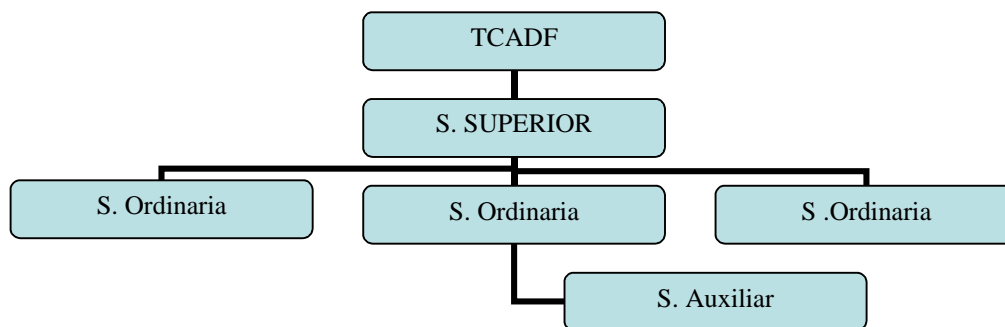 TCADF
S. SUPERIOR
S. Ordinaria
S. Ordinaria
S .Ordinaria
S. Auxiliar